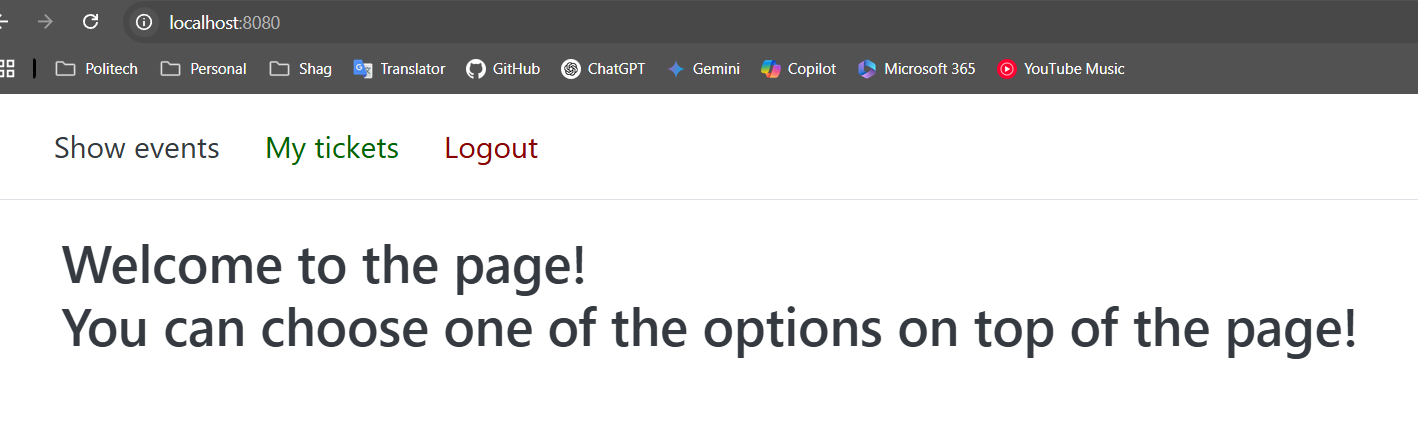 localhost:8080
Politech Personal Shag Translator GitHub ChatGPT Gemini Copilot Microsoft 365 YouTube Music
Show events My tickets Logout
Welcome to the page!
You can choose one of the options on top of the page!